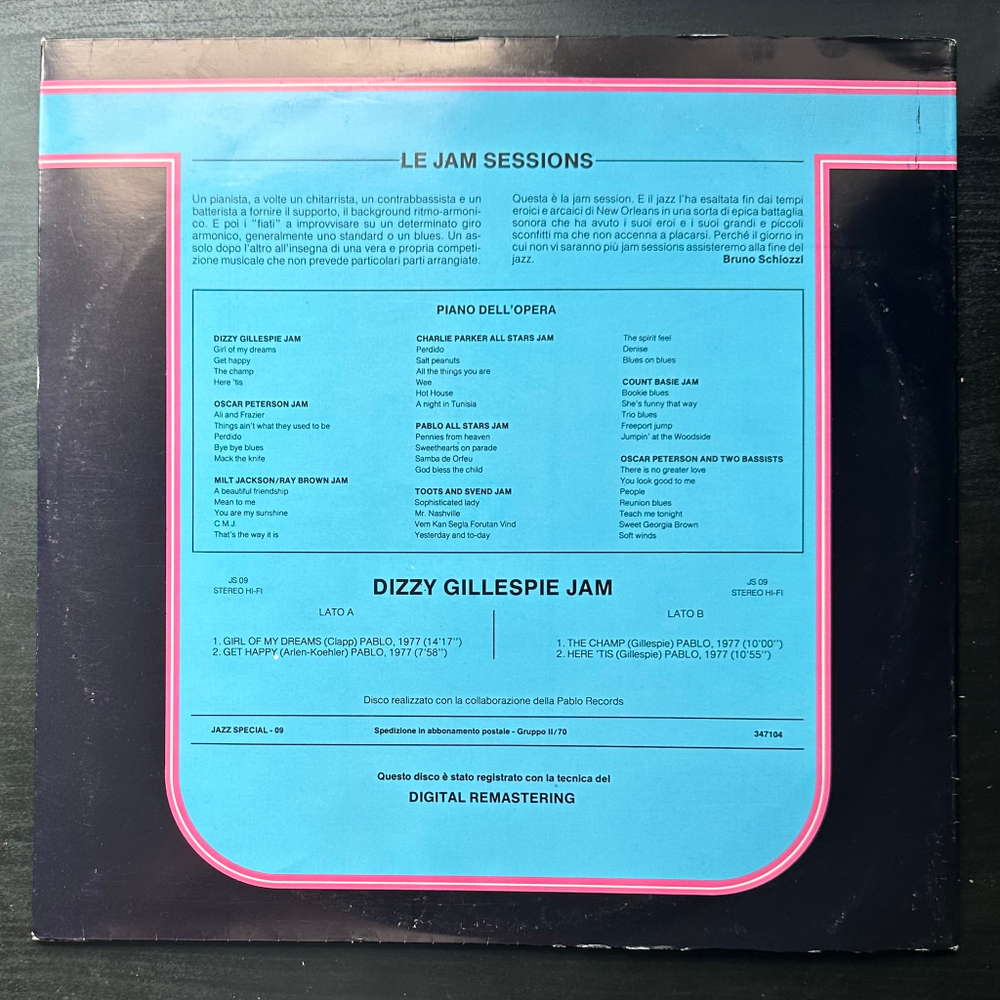 LE JAM SESSIONS
Un pianista, a volte un chitarrista, un contrabbassista e un
batterista a fornire il supporto, il background ritmo-armoni-
co. E poi i "fiati" a improvvisare su un determinato giro
armonico, generalmente uno standard o un blues. Un as-
solo dopo l'altro all'insegna di una vera e propria competi-
zione musicale che non prevede particolari parti arrangiate.
Questa è la jam session. E il jazz l'ha esaltata fin dai tempi
eroici e arcaici di New Orleans in una sorta di epica battaglia
sonora che ha avuto i suoi eroi e i suoi grandi e piccoli
sconfitti ma che non accenna a placarsi. Perché il giorno in
cui non vi saranno più jam sessions assisteremo alla fine del
jazz. Bruno Schiozzi
PIANO DELL'OPERA
DIZZY GILLESPIE JAM
Girl of my dreams
Get happy
The champ
Here 'tis
OSCAR PETERSON JAM
Ali and Frazier
Things ain't what they used to be
Perdido
Bye bye blues
Mack the knife
MILT JACKSON/RAY BROWN JAM
A beautiful friendship
Mean to me
You are my sunshine
C.M.J.
That's the way it is
CHARLIE PARKER ALL STARS JAM
Perdido
Salt peanuts
All the things you are
Wee
Hot House
A night in Tunisia
PABLO ALL STARS JAM
Pennies from heaven
Sweethearts on parade
Samba de Orfeu
God bless the child
TOOTS AND SVEND JAM
Sophisticated lady
Mr. Nashville
Vem Kan Segla Forutan Vind
Yesterday and to-day
The spirit feel
Denise
Blues on blues
COUNT BASIE JAM
Bookie blues
She's funny that way
Trio blues
Freeport jump
Jumpin' at the Woodside
OSCAR PETERSON AND TWO BASSISTS
There is no greater love
You look good to me
People
Reunion blues
Teach me tonight
Sweet Georgia Brown
Soft winds
JS 09
STEREO HI-FI
DIZZY GILLESPIE JAM
JS 09
STEREO HI-FI
LATO A
1. GIRL OF MY DREAMS (Clapp) PABLO, 1977 (14'17'')
2. GET HAPPY (Arlen-Koehler) PABLO, 1977 (7'58'')
LATO B
1. THE CHAMP (Gillespie) PABLO, 1977 (10'00'')
2. HERE 'TIS (Gillespie) PABLO, 1977 (10'55'')
Disco realizzato con la collaborazione della Pablo Records
JAZZ SPECIAL - 09 Spedizione in abbonamento postale - Gruppo II/70 347104
Questo disco è stato registrato con la tecnica del
DIGITAL REMASTERING